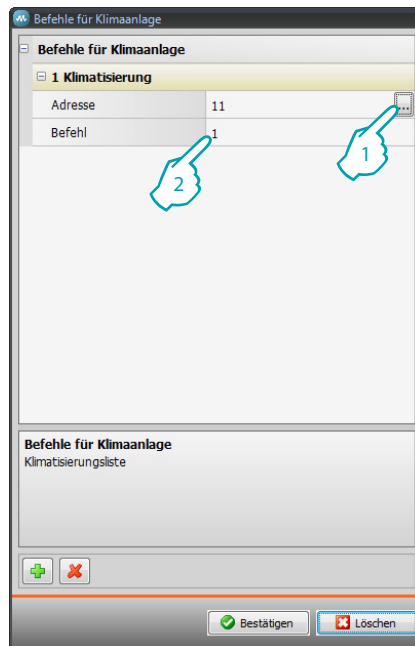 Befehle für Klimaanlage
Befehle für Klimaanlage
1 Klimatisierung
Adresse 11 ...
Befehl 1
1
2
Befehle für Klimaanlage
Klimatisierungsliste
Bestätigen Löschen